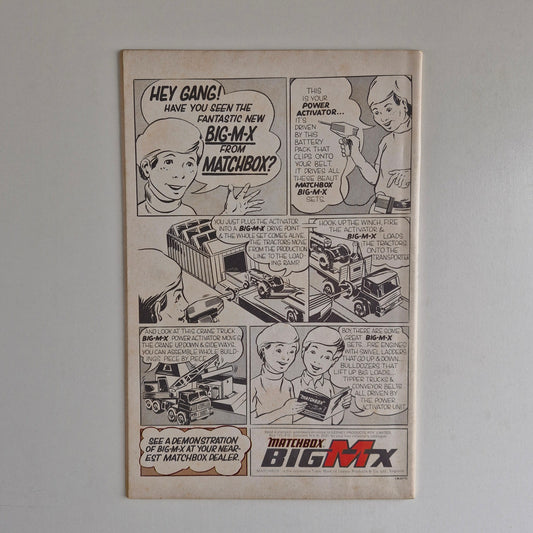 HEY GANG!
HAVE YOU SEEN THE
FANTASTIC NEW
BIG-M-X
FROM
MATCHBOX?
THIS
IS YOUR
POWER
ACTIVATOR...
IT'S
DRIVEN
BY THIS
BATTERY
PACK THAT
CLIPS ONTO
YOUR BELT.
IT DRIVES ALL
THESE BEAUT
MATCHBOX
BIG-M-X
SETS.
YOU JUST PLUG THE ACTIVATOR
INTO A BIG-M-X DRIVE POINT
& THE WHOLE SET COMES ALIVE.
THE TRACTORS MOVE
FROM THE PRODUCTION
LINE TO THE LOAD-
ING RAMP.
HOOK UP THE WINCH, FIRE
THE ACTIVATOR &
BIG-M-X LOADS
THE TRACTORS
ONTO THE
TRANSPORTER
AND LOOK AT THIS CRANE TRUCK.
BIG-M-X POWER ACTIVATOR MOVES
THE CRANE UP, DOWN & SIDEWAYS.
YOU CAN ASSEMBLE WHOLE BUILD-
INGS PIECE BY PIECE.
BOY THERE ARE SOME
GREAT BIG-M-X
SETS. FIRE ENGINES
WITH SWIVEL LADDERS
THAT GO UP & DOWN...
BULLDOZERS THAT
LIFT UP BIG LOADS...
TIPPER TRUCKS &
CONVEYOR BELTS
ALL DRIVEN BY
THE POWER
ACTIVATOR UNIT
MATCHBOX
SEE A DEMONSTRATION
OF BIG-M-X AT YOUR NEAR-
EST MATCHBOX DEALER.
MATCHBOX
BIGMX